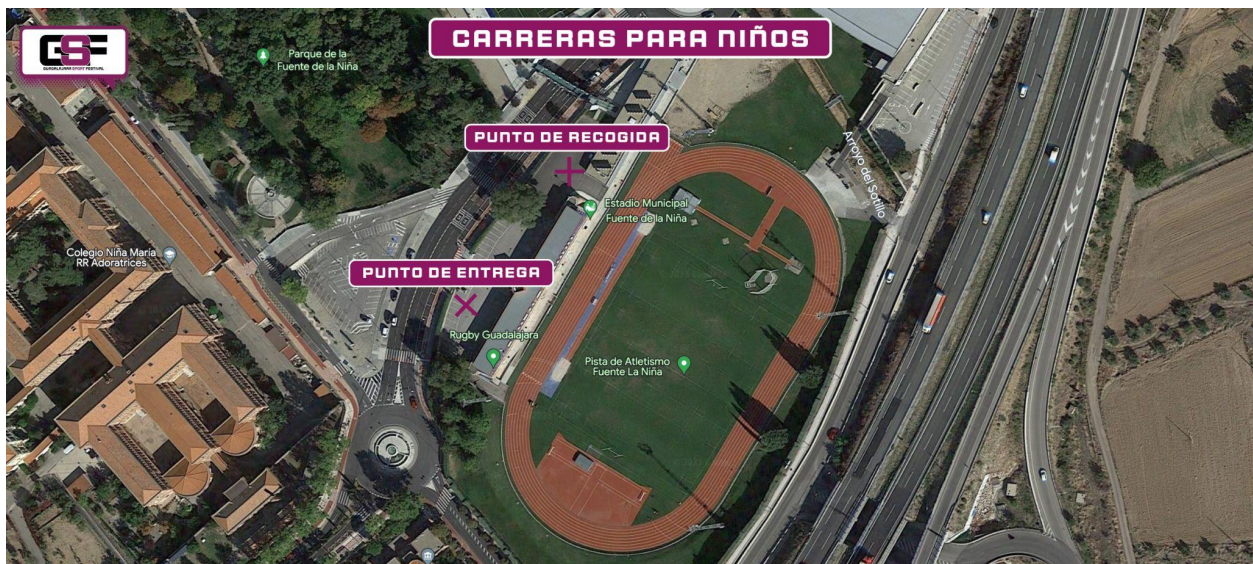 GSF
GUADALAJARA SPORT FESTIVAL
CARRERAS PARA NIÑOS
Parque de la
Fuente de la Niña
PUNTO DE RECOGIDA
Arroyo del Sotillo
Estadio Municipal
Fuente de la Niña
Colegio Niña María
RR Adoratrices
PUNTO DE ENTREGA
Rugby Guadalajara
Pista de Atletismo
Fuente La Niña